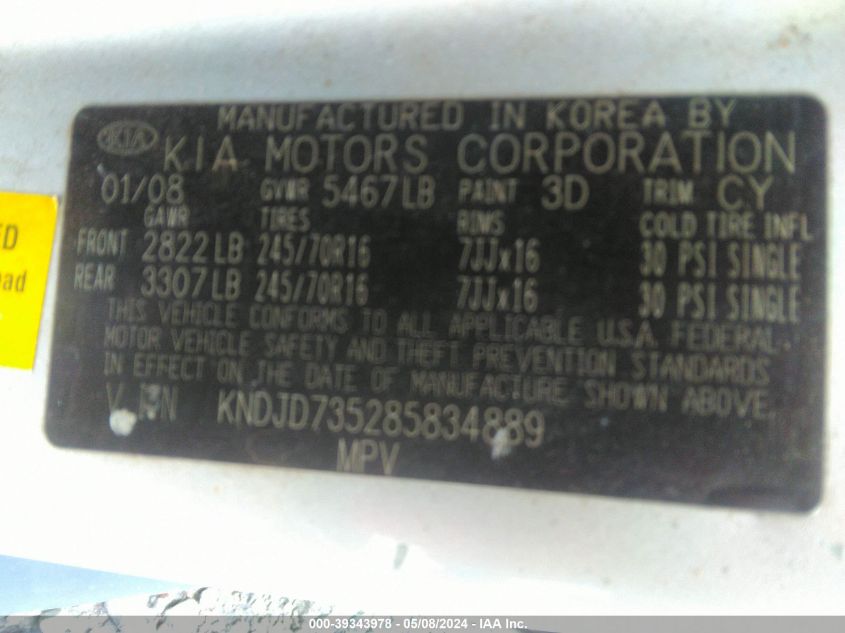 MANUFACTURED IN KOREA BY
KIA KIA MOTORS CORPORATION
01/08 GVWR 5467LB PAINT 3D TRIM CY
GAWR TIRES RIMS COLD TIRE INFL
FRONT 2822LB 245/70R16 7JJx16 30 PSI SINGLE
REAR 3307LB 245/70R16 7JJx16 30 PSI SINGLE
THIS VEHICLE CONFORMS TO ALL APPLICABLE U.S.A. FEDERAL
MOTOR VEHICLE SAFETY AND THEFT PREVENTION STANDARDS
IN EFFECT ON THE DATE OF MANUFACTURE SHOWN ABOVE.
V.I.N KNDJD735285834889
MPV
ED
ad
000-39343978 - 05/08/2024 - IAA Inc.